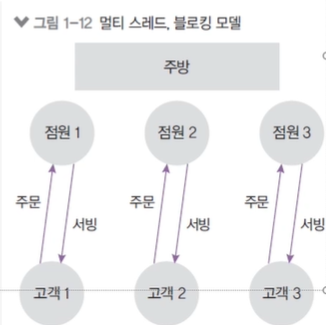 그림 1-12 멀티 스레드, 블로킹 모델
주방
점원 1 점원 2 점원 3
주문 서빙 주문 서빙 주문 서빙
고객 1 고객 2 고객 3